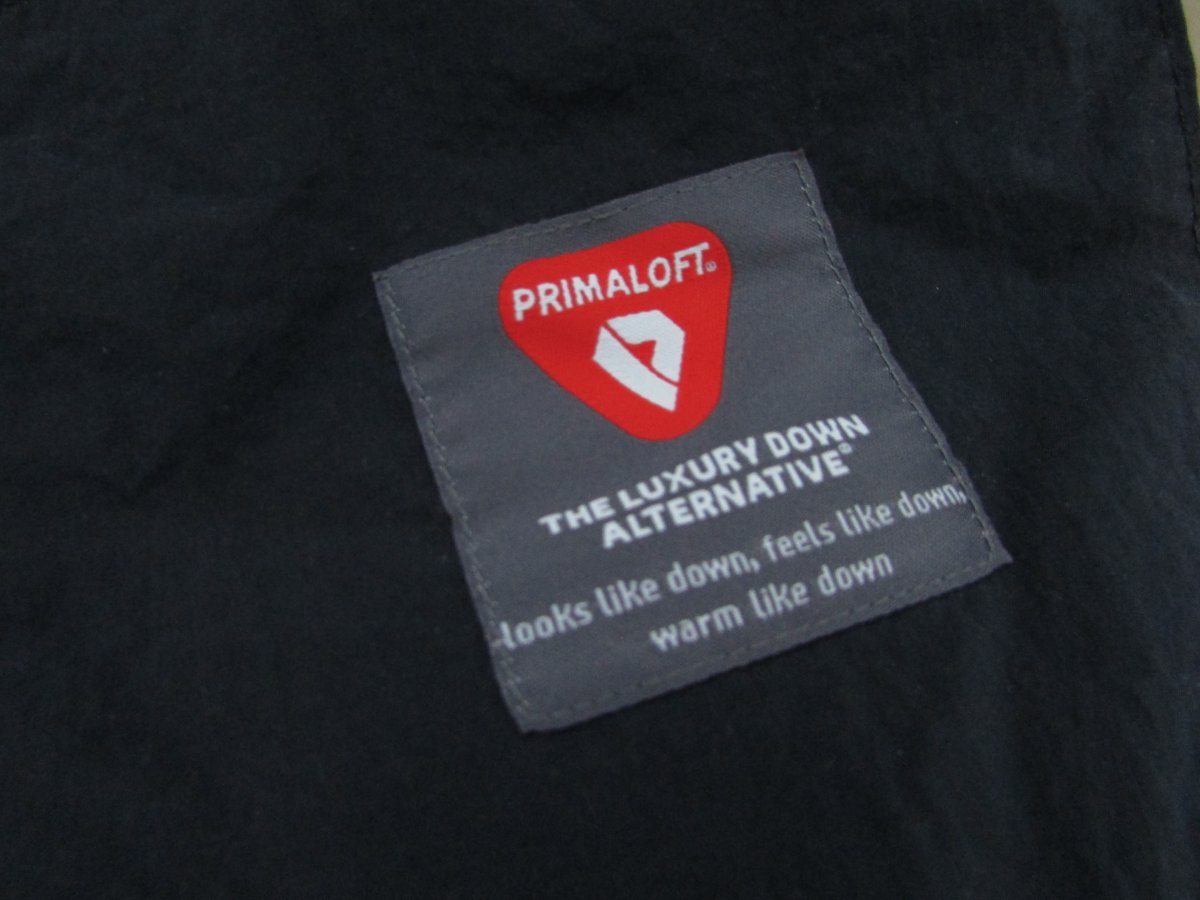 PRIMALOFT®
THE LUXURY DOWN
ALTERNATIVE®
looks like down, feels like down,
warm like down